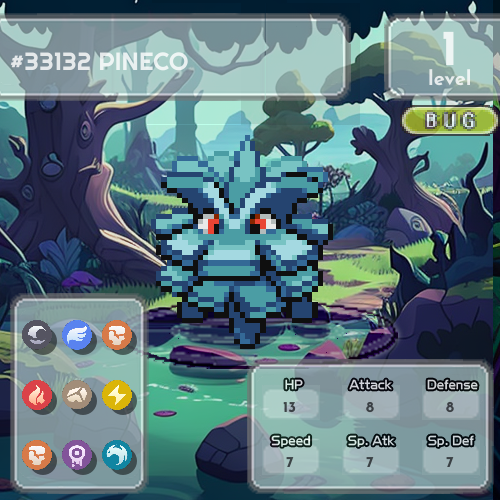 #33132 PINECO
1
level
BUG
HP Attack Defense
13 8 8
Speed Sp. Atk Sp. Def
7 7 7